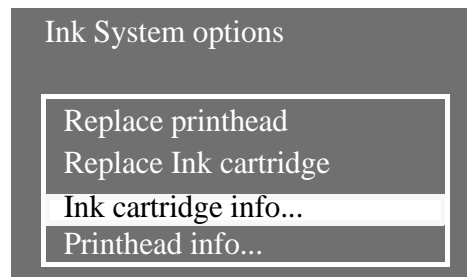 Ink System options
Replace printhead
Replace Ink cartridge
Ink cartridge info...
Printhead info...